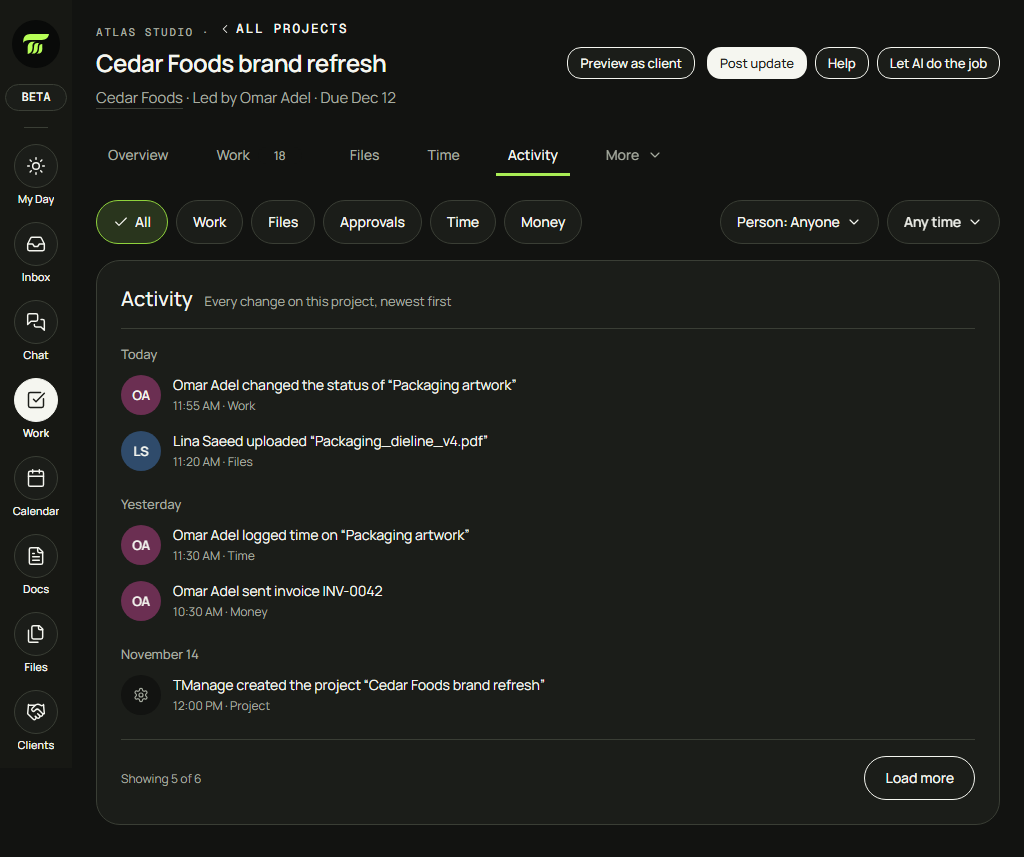 ATLAS STUDIO · ALL PROJECTS
Cedar Foods brand refresh
Cedar Foods · Led by Omar Adel · Due Dec 12
Preview as client
Post update
Help
Let AI do the job
BETA
My Day
Inbox
Chat
Work
Calendar
Docs
Files
Clients
Overview
Work 18
Files
Time
Activity
More
All
Work
Files
Approvals
Time
Money
Person: Anyone
Any time
Activity Every change on this project, newest first
Today
OA
Omar Adel changed the status of “Packaging artwork”
11:55 AM · Work
LS
Lina Saeed uploaded “Packaging_dieline_v4.pdf”
11:20 AM · Files
Yesterday
OA
Omar Adel logged time on “Packaging artwork”
11:30 AM · Time
OA
Omar Adel sent invoice INV-0042
10:30 AM · Money
November 14
TManage created the project “Cedar Foods brand refresh”
12:00 PM · Project
Showing 5 of 6
Load more